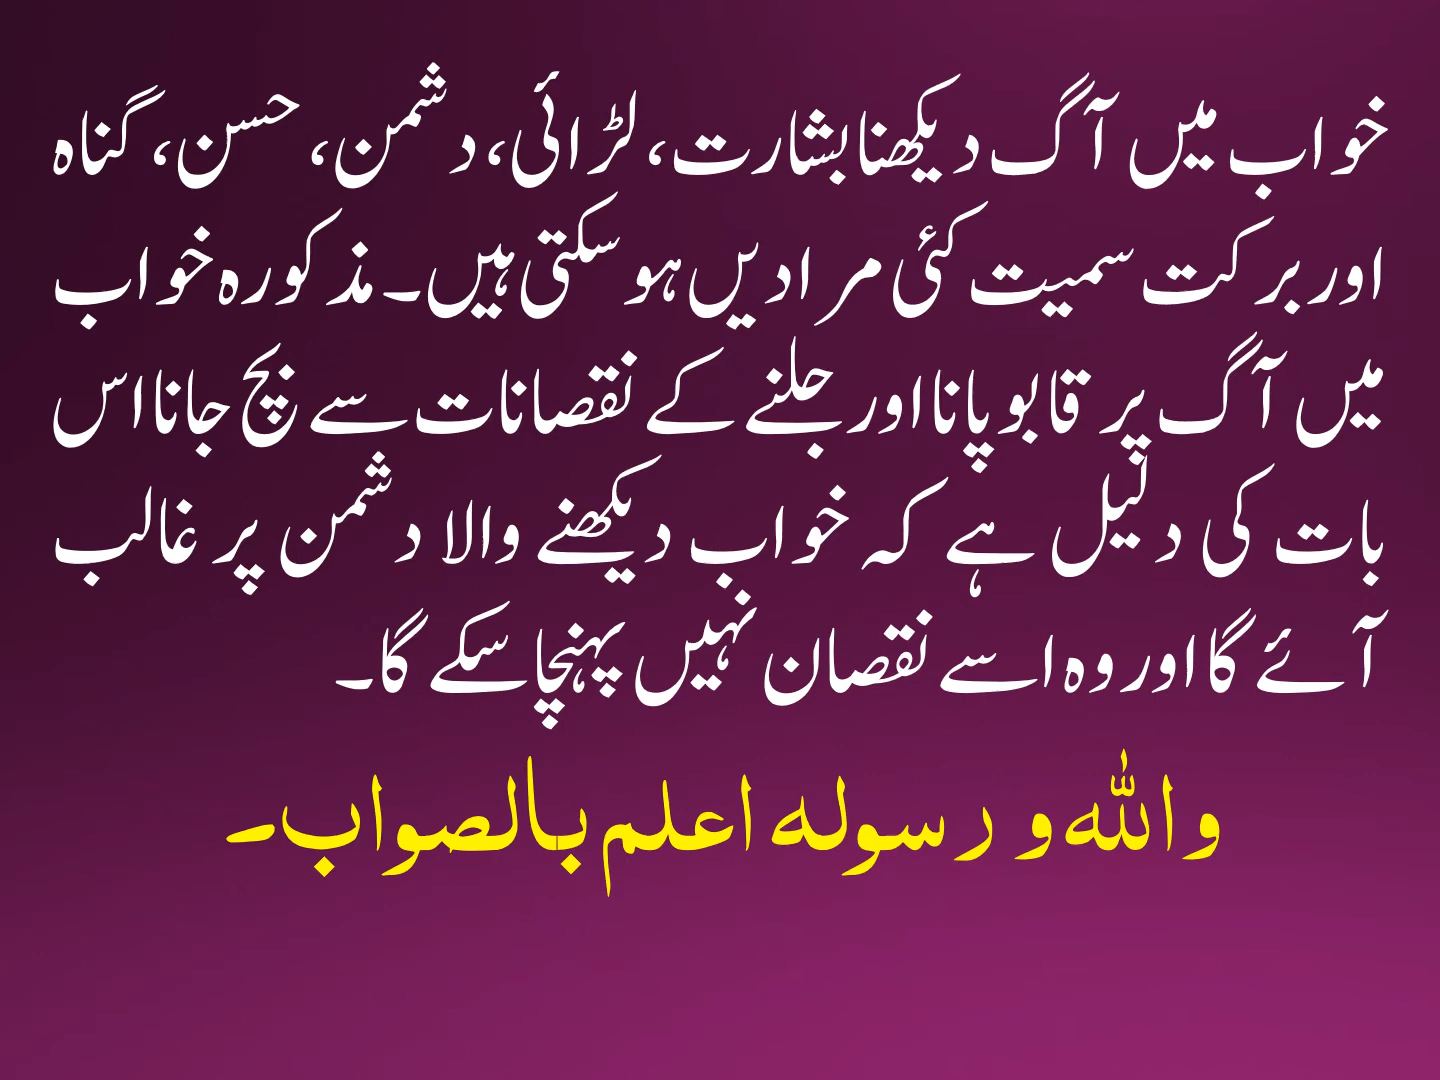 خواب میں آگ دیکھنا بشارت، لڑائی، دشمن، حسن، گناہ
اور برکت سمیت کئی مرادیں ہو سکتی ہیں۔ مذکورہ خواب
میں آگ پر قابو پانا اور جلنے کے نقصانات سے بچ جانا اس
بات کی دلیل ہے کہ خواب دیکھنے والا دشمن پر غالب
آئے گا اور وہ اسے نقصان نہیں پہنچا سکے گا۔
واللہ و رسولہ اعلم بالصواب۔